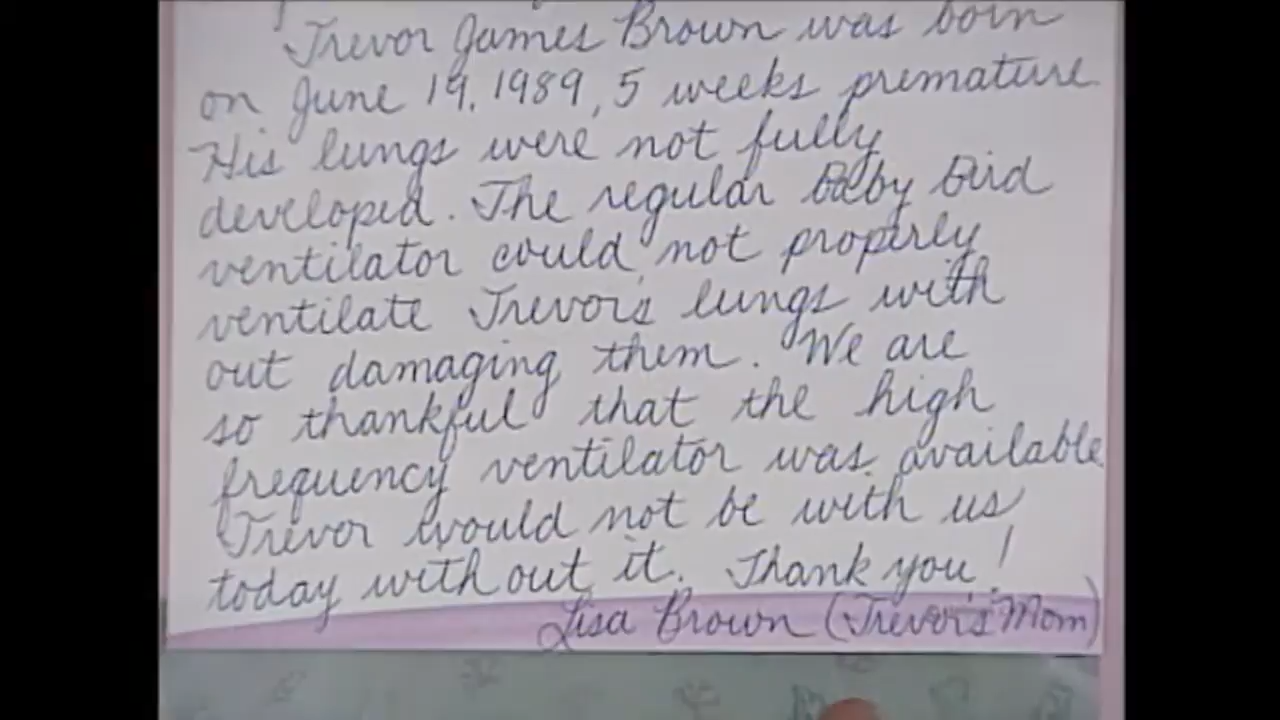 Trevor James Brown was born
on June 19, 1989, 5 weeks premature
His lungs were not fully
developed. The regular Baby Bird
ventilator could not properly
ventilate Trevor's lungs with
out damaging them. We are
so thankful that the high
frequency ventilator was available
Trevor would not be with us
today without it. Thank you!
Lisa Brown (Trevor's Mom)